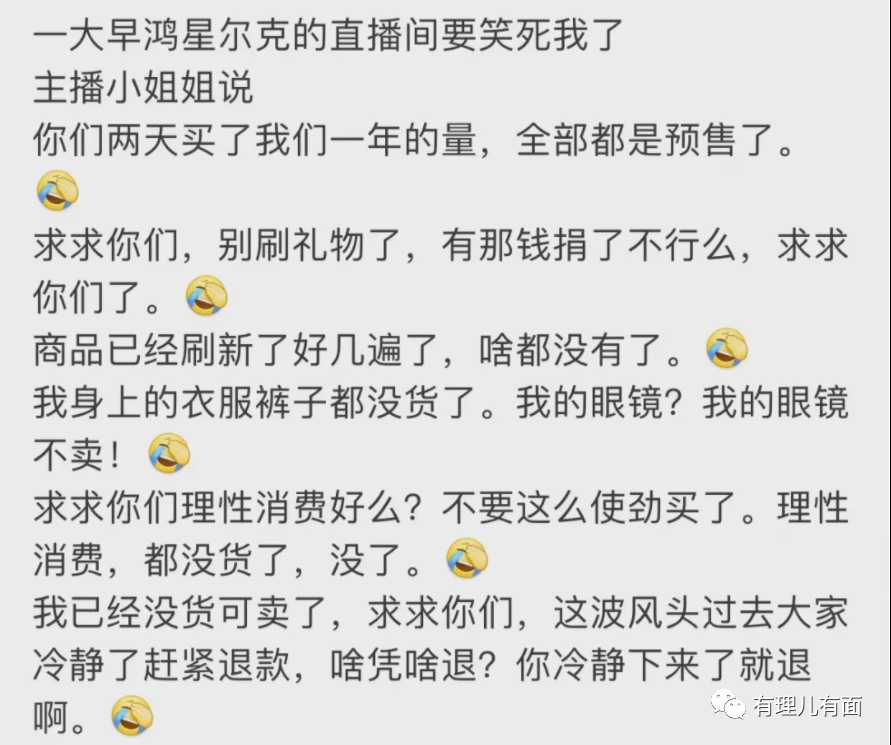 一大早鸿星尔克的直播间要笑死我了
主播小姐姐说
你们两天买了我们一年的量，全部都是预售了。
🤣
求求你们，别刷礼物了，有那钱捐了不行么，求求
你们了。🤣
商品已经刷新了好几遍了，啥都没有了。🤣
我身上的衣服裤子都没货了。我的眼镜？我的眼镜
不卖！🤣
求求你们理性消费好么？不要这么使劲买了。理性
消费，都没货了，没了。🤣
我已经没货可卖了，求求你们，这波风头过去大家
冷静了赶紧退款，啥凭啥退？你冷静下来了就退
啊。🤣
有理儿有面